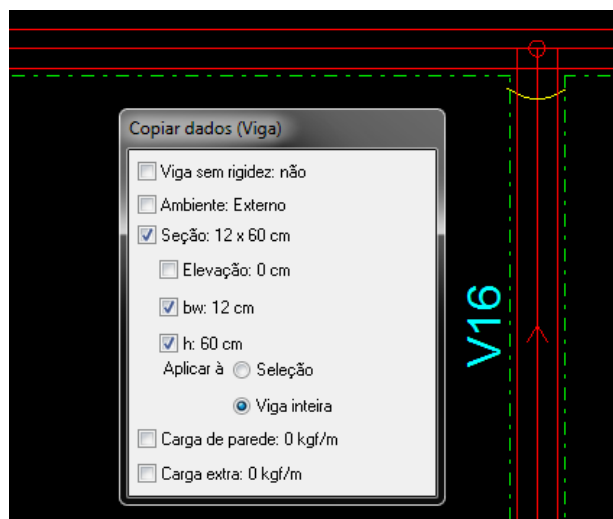 Copiar dados (Viga)
Viga sem rigidez: não
Ambiente: Externo
Seção: 12 x 60 cm
Elevação: 0 cm
bw: 12 cm
h: 60 cm
Aplicar à Seleção
Viga inteira
Carga de parede: 0 kgf/m
Carga extra: 0 kgf/m
V16